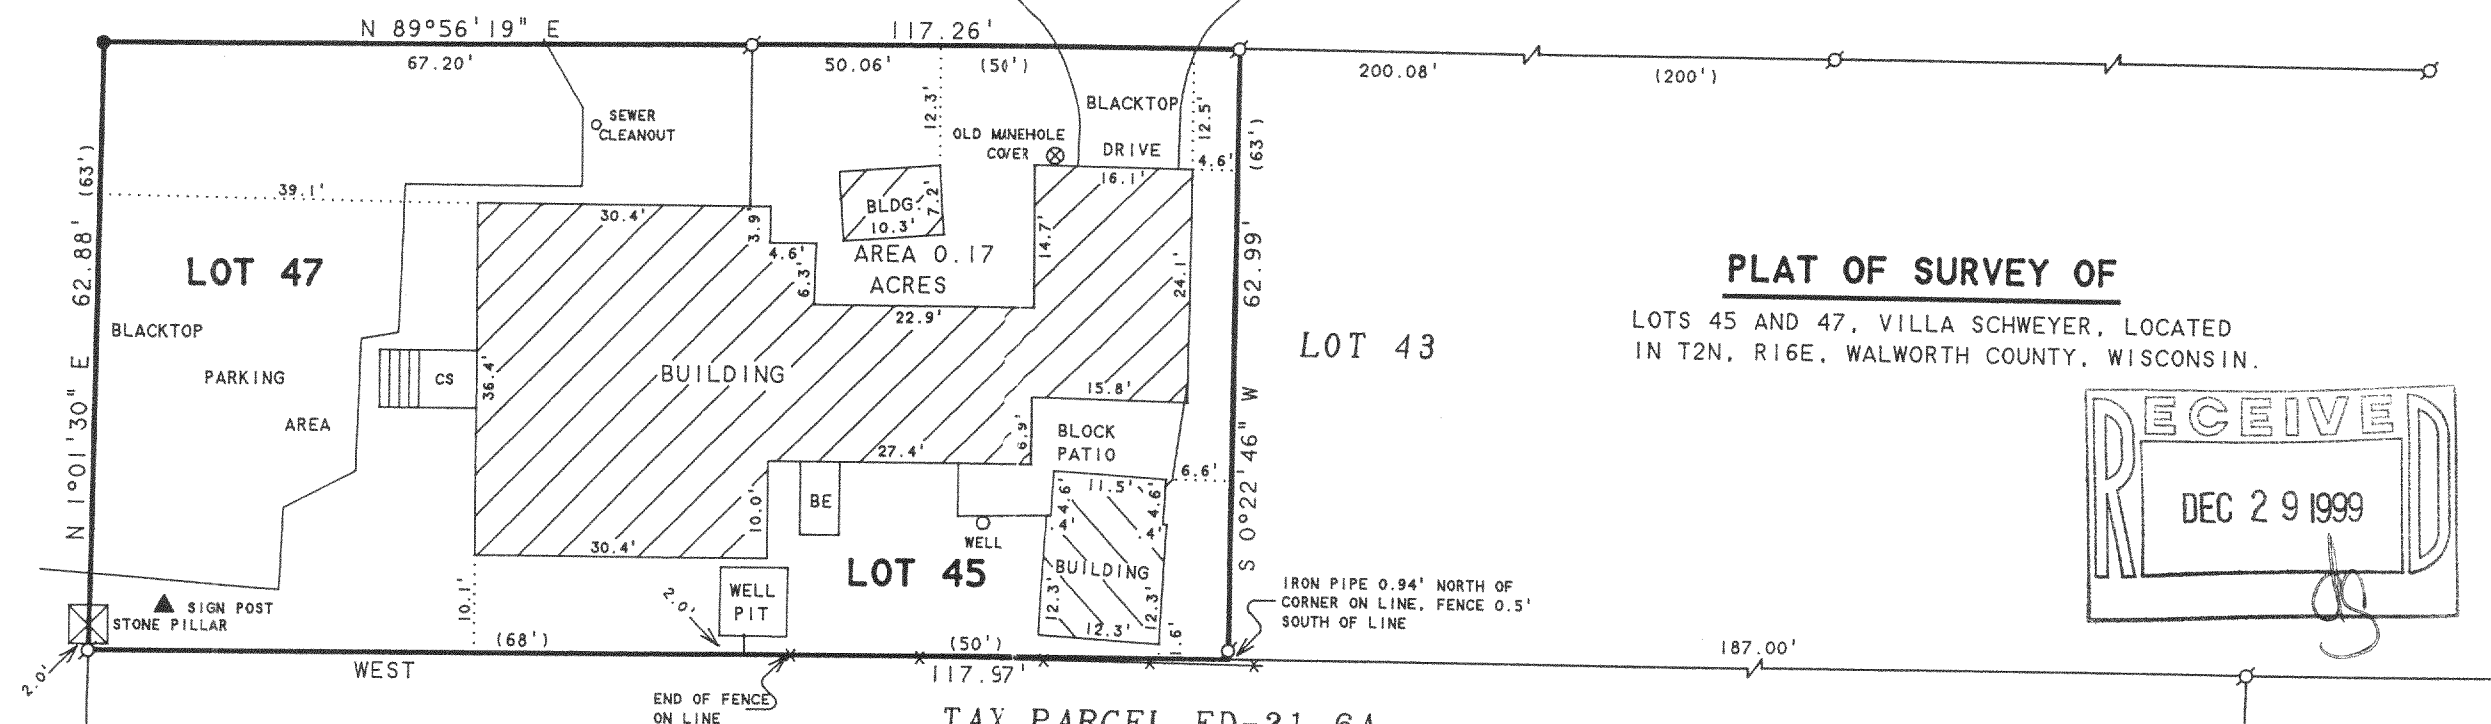 N 89°56'19" E
117.26'
67.20'
50.06'
(50')
200.08'
(200')
SEWER
CLEANOUT
12.3'
OLD MANEHOLE
COVER
BLACKTOP
DRIVE
12.5'
4.6'
(63')
(63')
39.1'
30.4'
3.9'
4.6'
6.3'
BLDG.
7.2'
10.3'
AREA 0.17
ACRES
16.1'
14.7'
24.1'
22.9'
62.88'
N 1°01'30" E
LOT 47
BLACKTOP
PARKING
AREA
CS
36.4'
BUILDING
15.8'
6.9'
BLOCK
PATIO
6.6'
62.99'
S 0°22'46" W
LOT 43
PLAT OF SURVEY OF
LOTS 45 AND 47, VILLA SCHWEYER, LOCATED
IN T2N, R16E, WALWORTH COUNTY, WISCONSIN.
RECEIVED
DEC 29 1999
27.4'
10.0'
BE
WELL
30.4'
LOT 45
11.5'
4.6'
4.6'
.4'
.4'
BUILDING
12.3'
12.3'
12.3'
1.6'
10.1'
WELL
PIT
2.0'
SIGN POST
STONE PILLAR
2.0'
(68')
(50')
WEST
117.97'
IRON PIPE 0.94' NORTH OF
CORNER ON LINE, FENCE 0.5'
SOUTH OF LINE
187.00'
END OF FENCE
ON LINE
TAX PARCEL